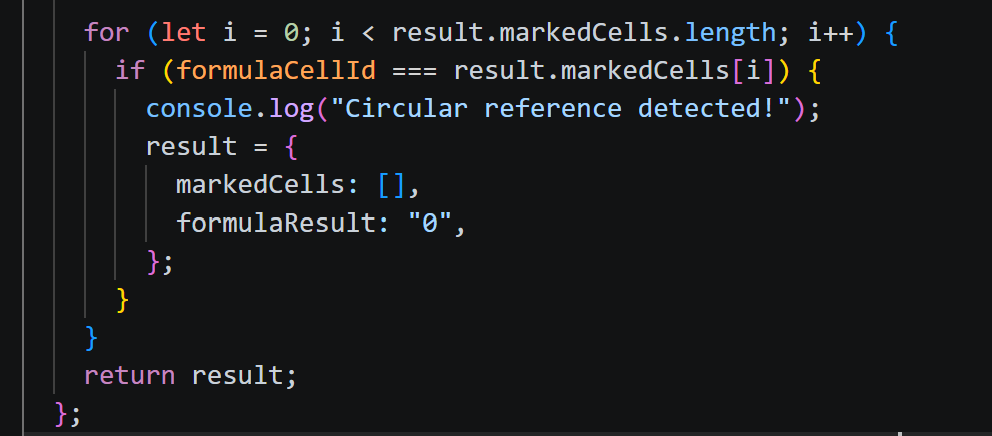 for (let i = 0; i < result.markedCells.length; i++) {
if (formulaCellId === result.markedCells[i]) {
console.log("Circular reference detected!");
result = {
markedCells: [],
formulaResult: "0",
};
}
}
return result;
};